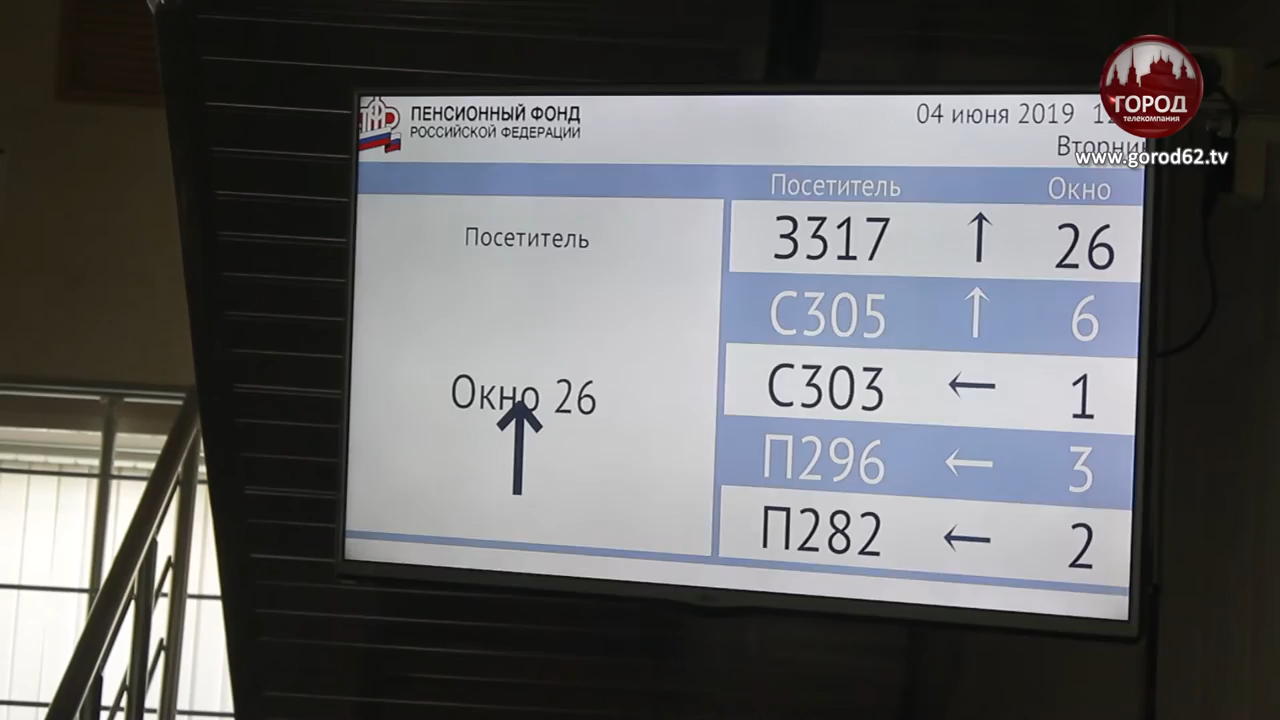 ПЕНСИОННЫЙ ФОНД
РОССИЙСКОЙ ФЕДЕРАЦИИ
04 июня 2019
ГОРОД
телекомпания
www.gorod62.tv
Посетитель Окно
Посетитель
Окно 26
З317 ↑ 26
С305 ↑ 6
С303 ← 1
П296 ← 3
П282 ← 2